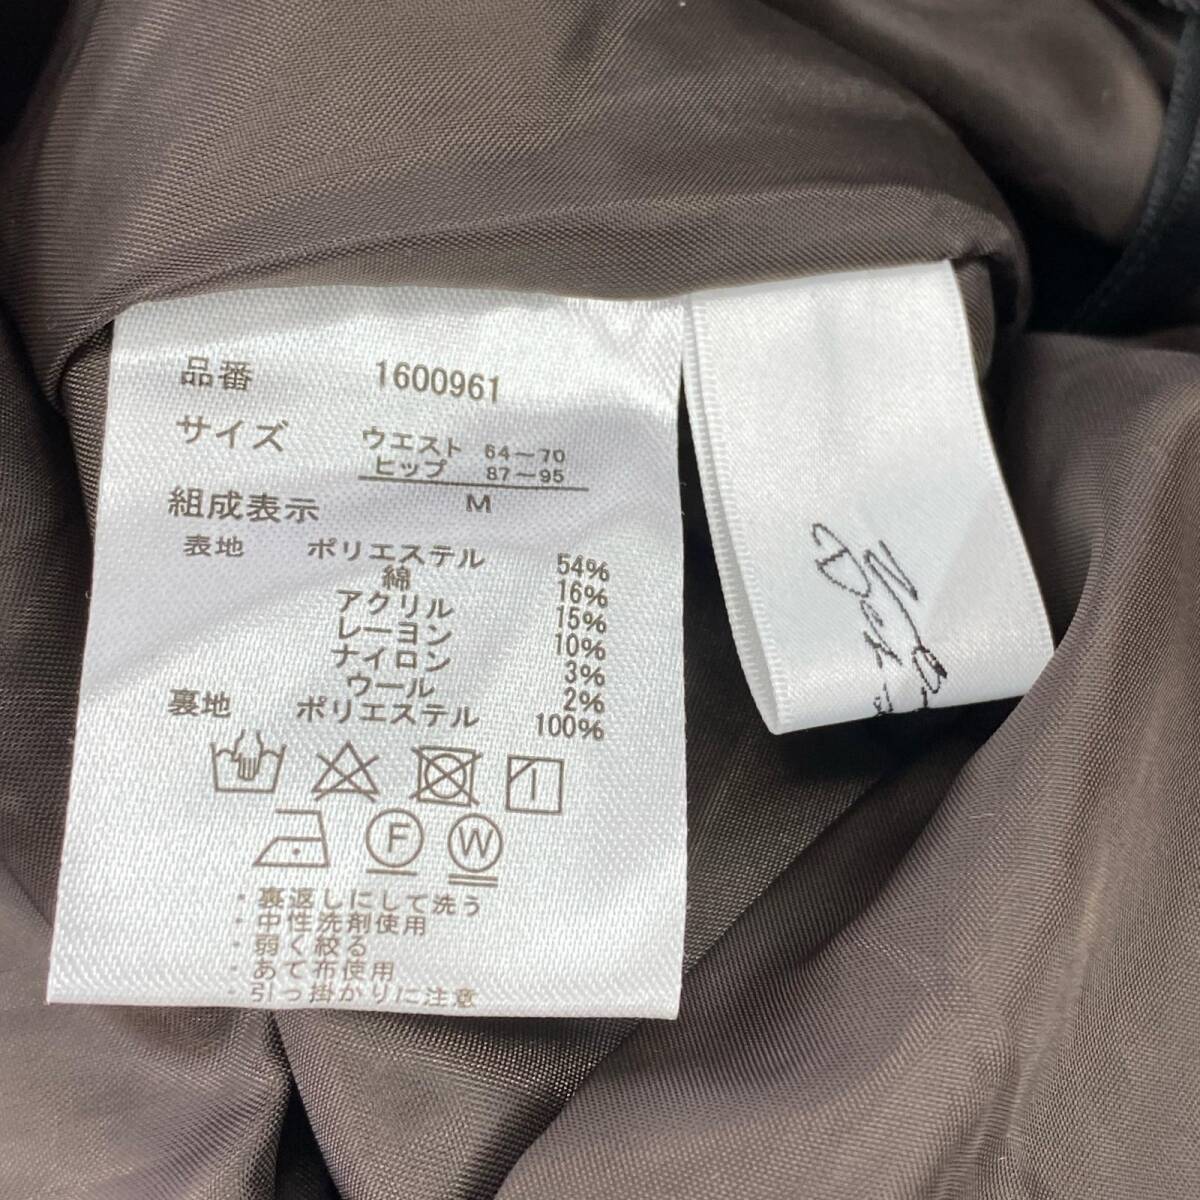 品番 1600961
サイズ ウエスト 64～70
ヒップ 87～95
M
組成表示
表地 ポリエステル 54%
綿 16%
アクリル 15%
レーヨン 10%
ナイロン 3%
ウール 2%
裏地 ポリエステル 100%
F W
・裏返しにして洗う
・中性洗剤使用
・弱く絞る
・あて布使用
・引っ掛かりに注意